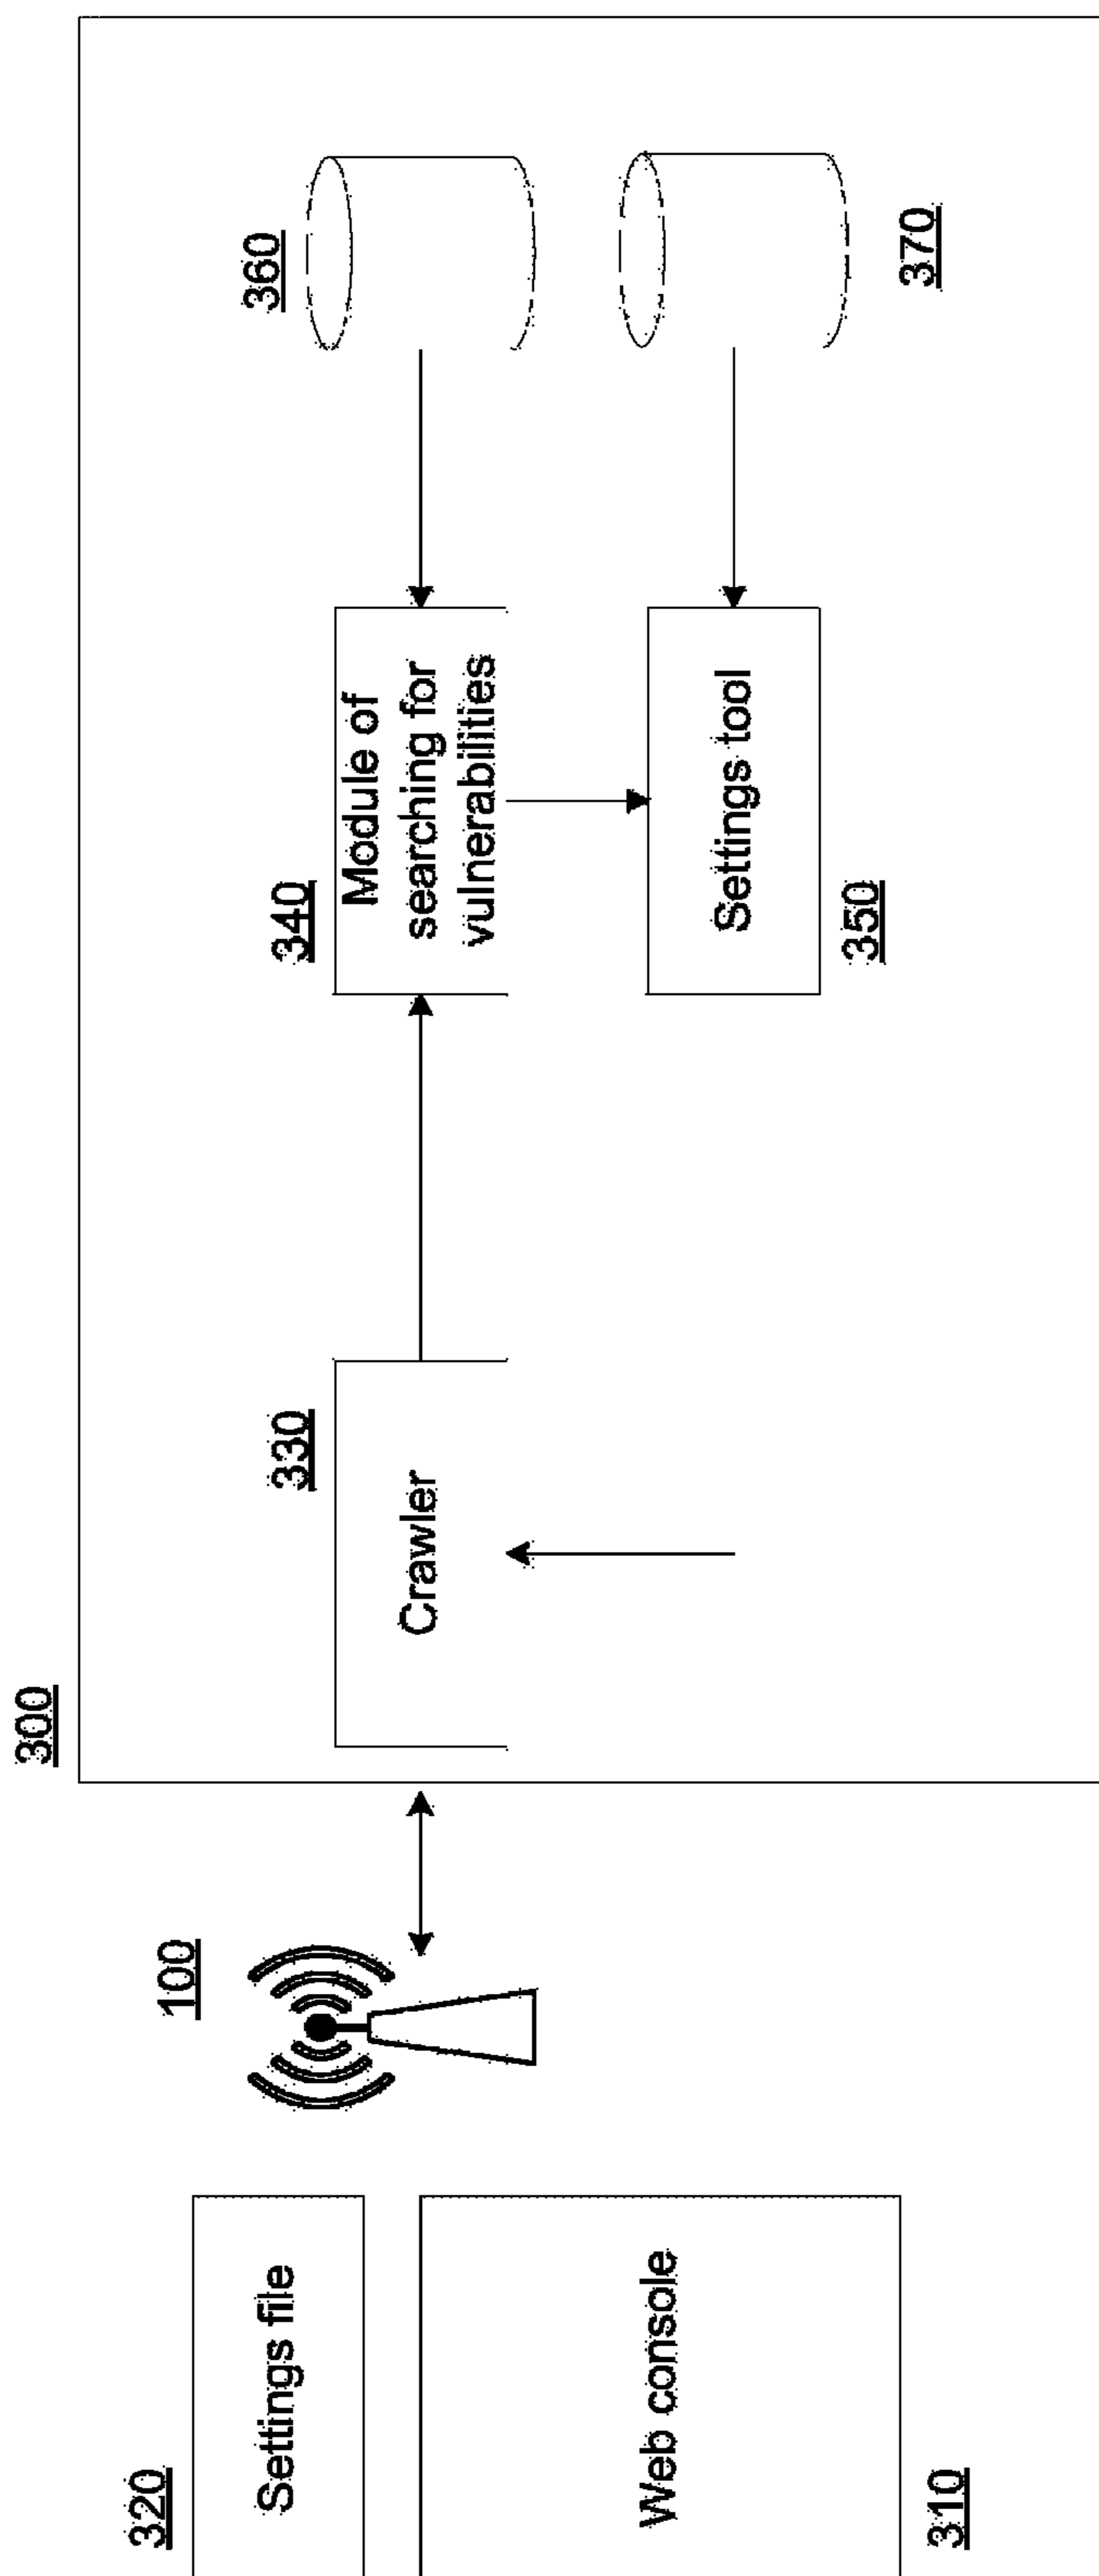 300
320
Settings file
Web console
310
100
330
Crawler
340
Module of
searching for
vulnerabilities
Settings tool
350
360
370